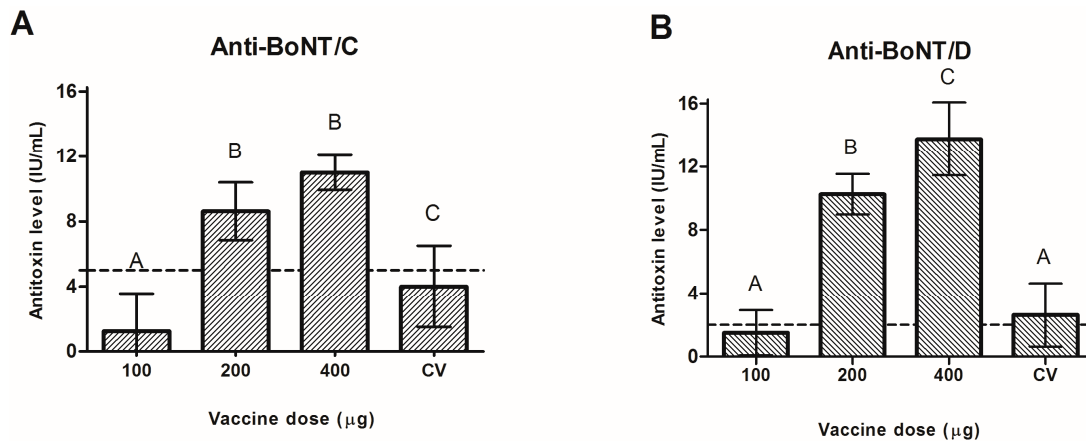 A
Anti-BoNT/C
Antitoxin level (IU/mL)
16
12
8
4
0
A
B
B
C
100
200
400
CV
Vaccine dose (μg)
B
Anti-BoNT/D
Antitoxin level (IU/mL)
16
12
8
4
0
A
B
C
A
100
200
400
CV
Vaccine dose (μg)